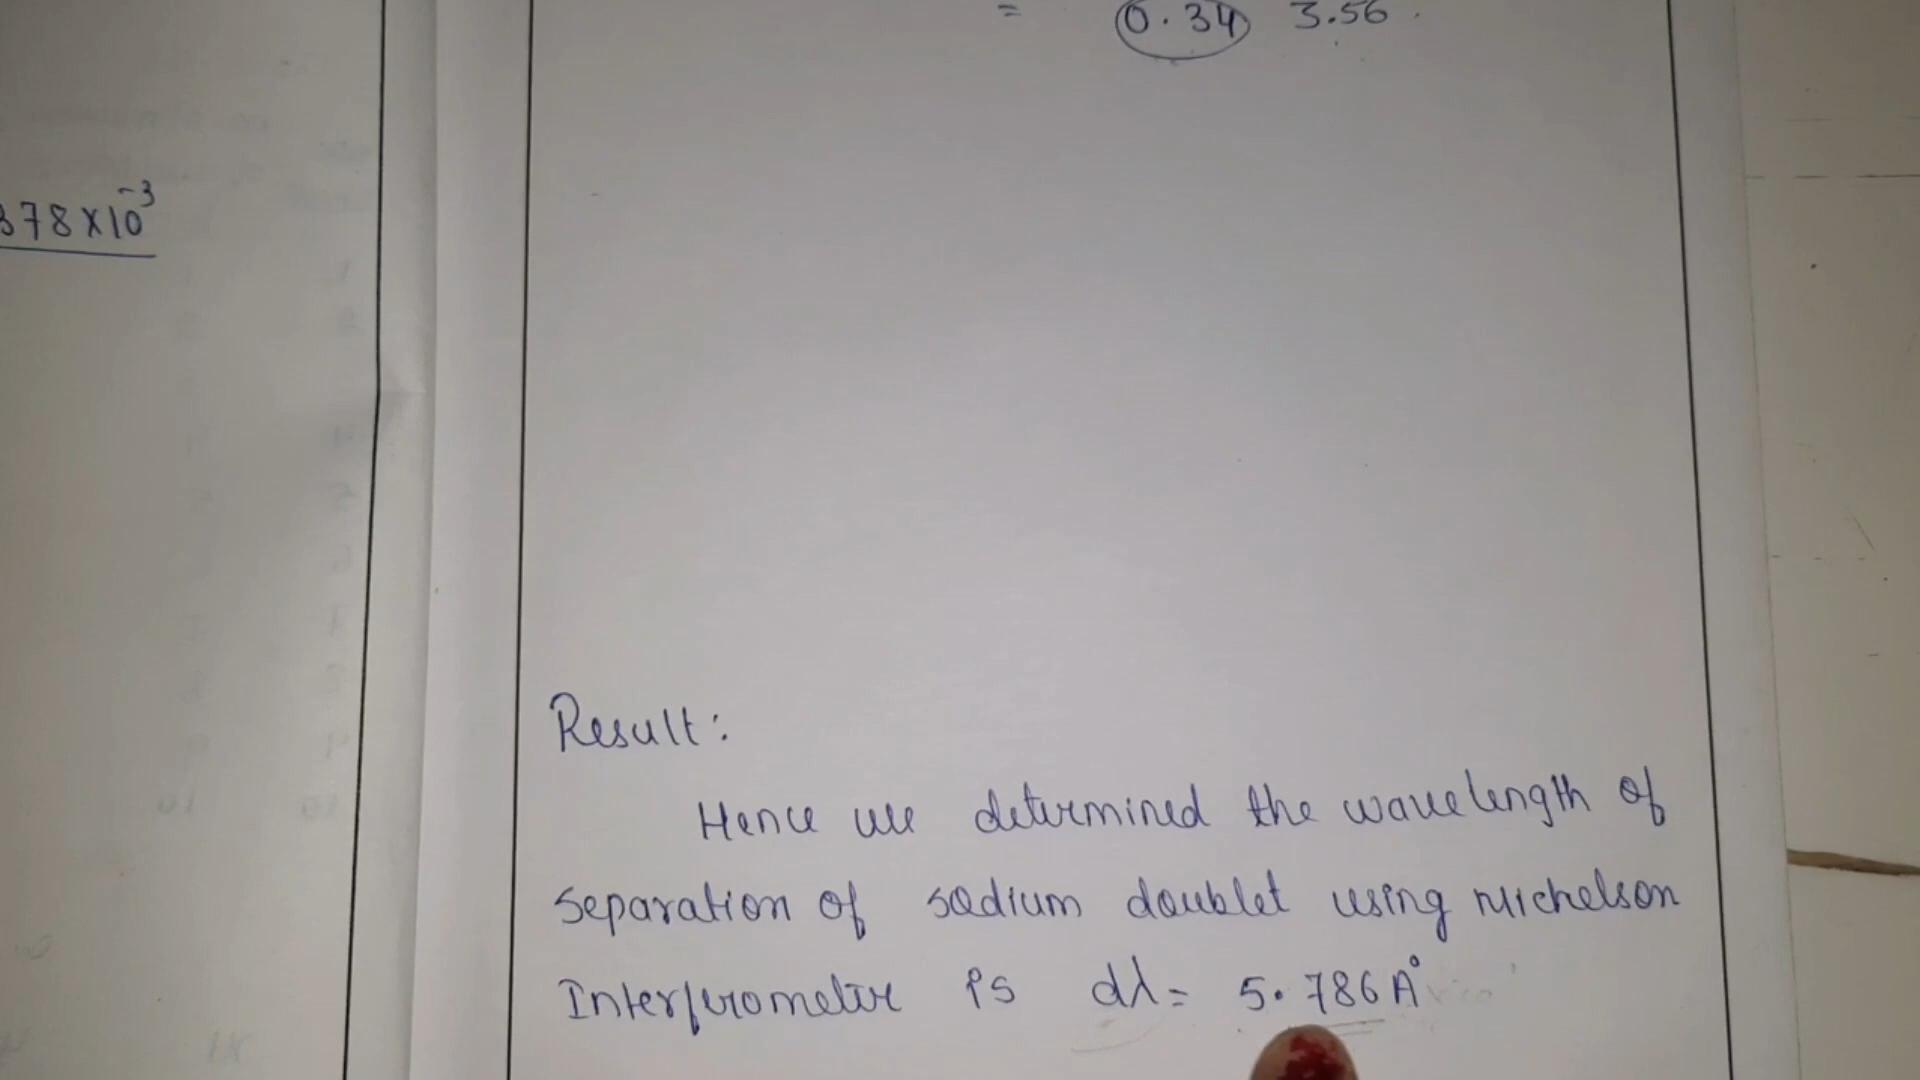 = 0.34 3.56
378×10⁻³
Result:
Hence we determined the wavelength of
separation of sodium doublet using Michelson
Interferometer is dλ = 5.786 A°